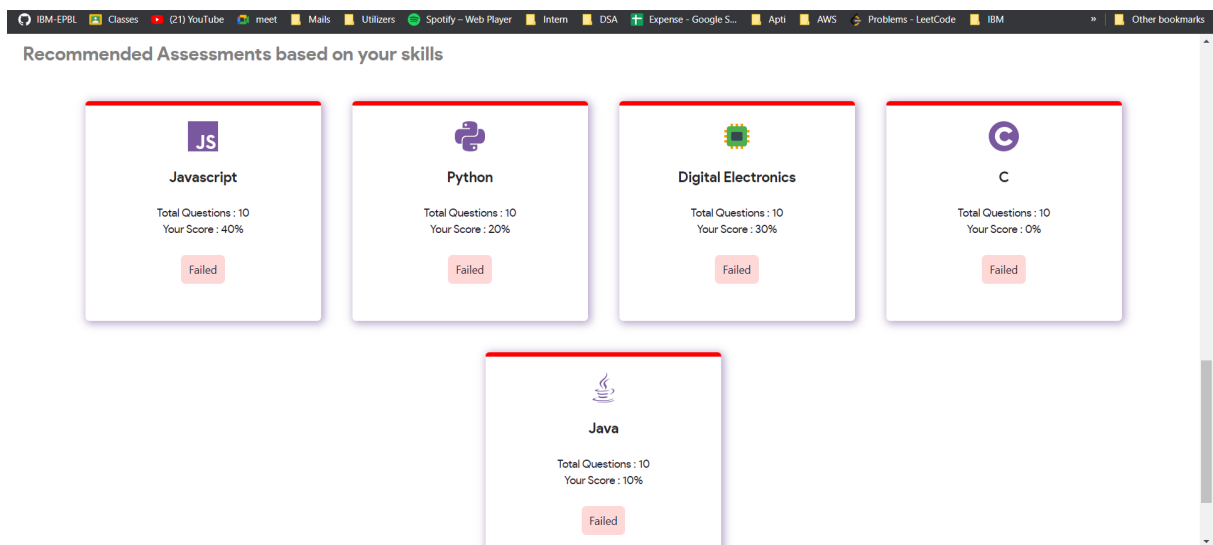 IBM-EPBL Classes (21) YouTube meet Mails Utilizers Spotify – Web Player Intern DSA Expense - Google S... Apti AWS Problems - LeetCode IBM » Other bookmarks
Recommended Assessments based on your skills
JS
Javascript
Total Questions : 10
Your Score : 40%
Failed
Python
Total Questions : 10
Your Score : 20%
Failed
Digital Electronics
Total Questions : 10
Your Score : 30%
Failed
C
C
Total Questions : 10
Your Score : 0%
Failed
Java
Total Questions : 10
Your Score : 10%
Failed